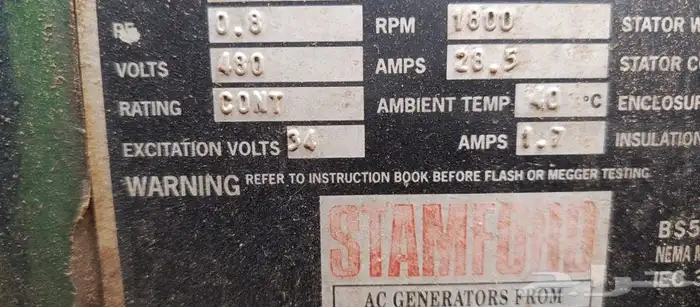 PF 0.8 RPM 1800 STATOR W
VOLTS 480 AMPS 28.5 STATOR C
RATING CONT AMBIENT TEMP 40 °C ENCLOSU
EXCITATION VOLTS 34 AMPS 1.7 INSULATION
WARNING REFER TO INSTRUCTION BOOK BEFORE FLASH OR MEGGER TESTING
STAMFORD
BS5
NEMA
IEC
AC GENERATORS FROM